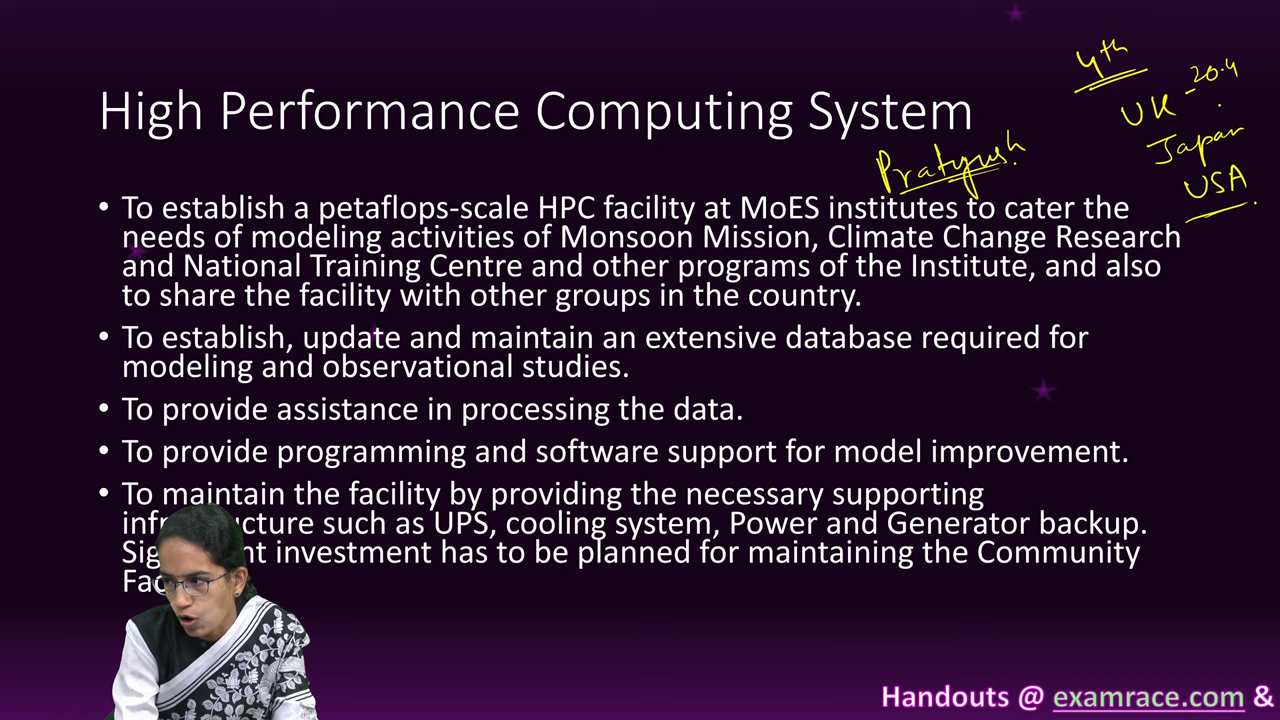 4th
UK - 20.4
Japan
USA
High Performance Computing System
Pratyush
• To establish a petaflops-scale HPC facility at MoES institutes to cater the
needs of modeling activities of Monsoon Mission, Climate Change Research
and National Training Centre and other programs of the Institute, and also
to share the facility with other groups in the country.
• To establish, update and maintain an extensive database required for
modeling and observational studies.
• To provide assistance in processing the data.
• To provide programming and software support for model improvement.
• To maintain the facility by providing the necessary supporting
such as UPS, cooling system, Power and Generator backup.
investment has to be planned for maintaining the Community
Handouts @ examrace.com &